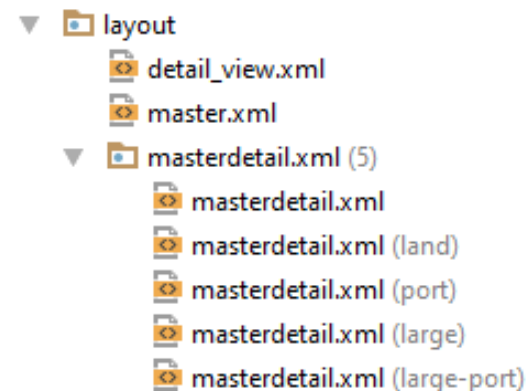 layout
detail_view.xml
master.xml
masterdetail.xml (5)
masterdetail.xml
masterdetail.xml (land)
masterdetail.xml (port)
masterdetail.xml (large)
masterdetail.xml (large-port)